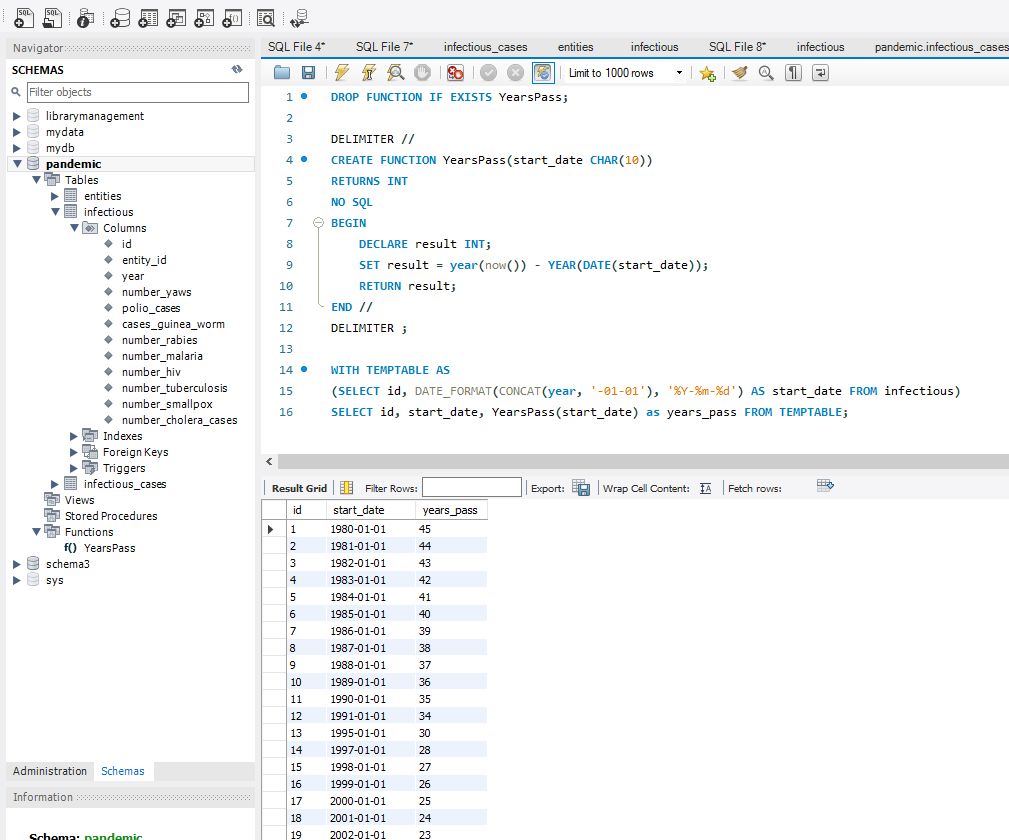 Navigator
SCHEMAS
Filter objects
librarymanagement
mydata
mydb
pandemic
Tables
entities
infectious
Columns
id
entity_id
year
number_yaws
polio_cases
cases_guinea_worm
number_rabies
number_malaria
number_hiv
number_tuberculosis
number_smallpox
number_cholera_cases
Indexes
Foreign Keys
Triggers
infectious_cases
Views
Stored Procedures
Functions
f() YearsPass
schema3
sys
Administration Schemas
Information
Schema: pandemic
SQL File 4* SQL File 7* infectious_cases entities infectious SQL File 8* infectious pandemic.infectious_cases
Limit to 1000 rows
1 DROP FUNCTION IF EXISTS YearsPass;
2
3 DELIMITER //
4 CREATE FUNCTION YearsPass(start_date CHAR(10))
5 RETURNS INT
6 NO SQL
7 BEGIN
8 DECLARE result INT;
9 SET result = year(now()) - YEAR(DATE(start_date));
10 RETURN result;
11 END //
12 DELIMITER ;
13
14 WITH TEMPTABLE AS
15 (SELECT id, DATE_FORMAT(CONCAT(year, '-01-01'), '%Y-%m-%d') AS start_date FROM infectious)
16 SELECT id, start_date, YearsPass(start_date) as years_pass FROM TEMPTABLE;
Result Grid Filter Rows: Export: Wrap Cell Content: Fetch rows:
id start_date years_pass
1 1980-01-01 45
2 1981-01-01 44
3 1982-01-01 43
4 1983-01-01 42
5 1984-01-01 41
6 1985-01-01 40
7 1986-01-01 39
8 1987-01-01 38
9 1988-01-01 37
10 1989-01-01 36
11 1990-01-01 35
12 1991-01-01 34
13 1995-01-01 30
14 1997-01-01 28
15 1998-01-01 27
16 1999-01-01 26
17 2000-01-01 25
18 2001-01-01 24
19 2002-01-01 23